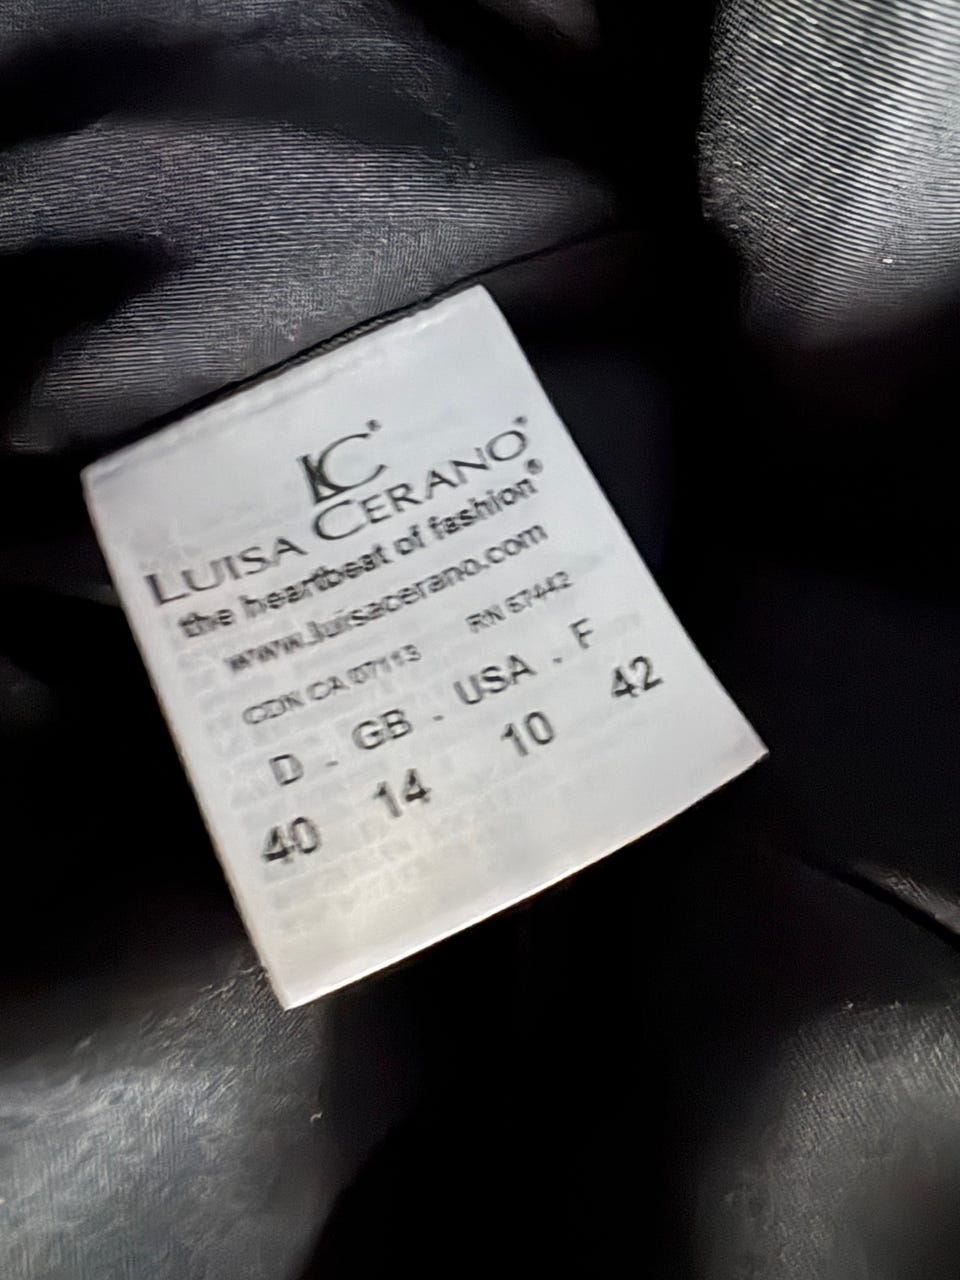 LC®
LUISA CERANO®
the heartbeat of fashion®
www.luisacerano.com
CDN CA 07113 RN 67442
D . GB . USA . F
40 14 10 42